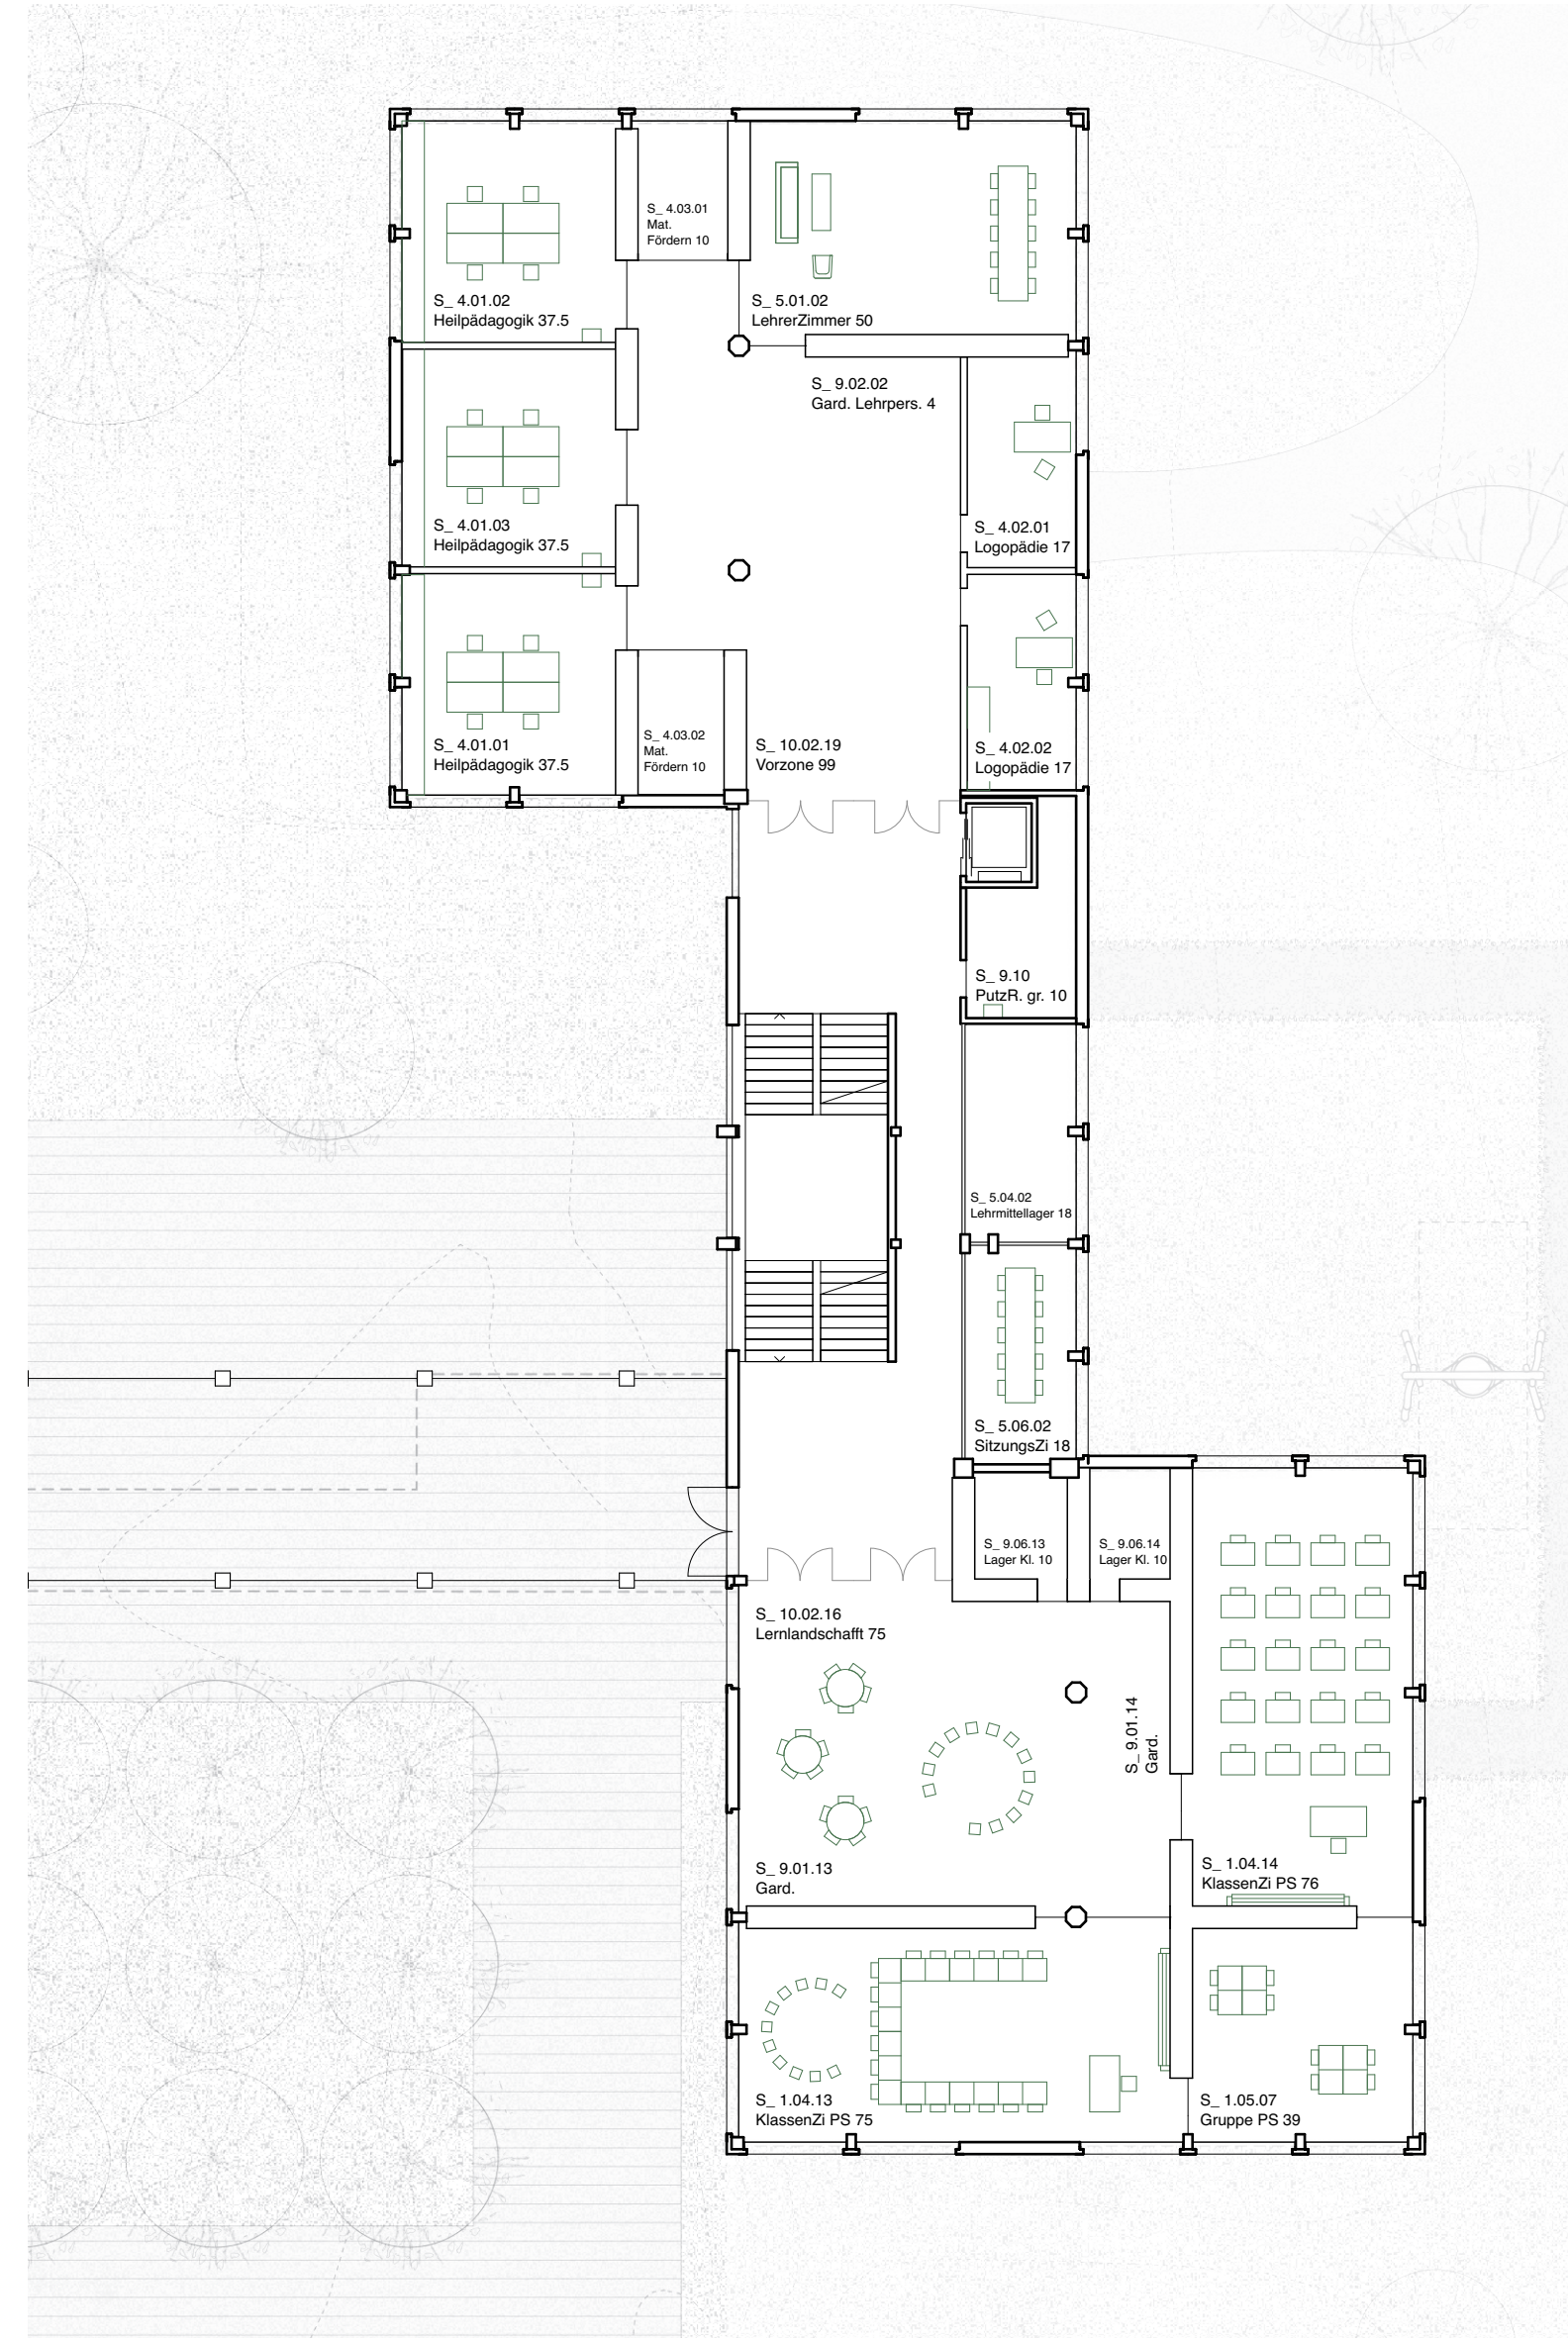 S_ 4.03.01
Mat.
Fördern 10
S_ 4.01.02
Heilpädagogik 37.5
S_ 5.01.02
LehrerZimmer 50
S_ 9.02.02
Gard. Lehrpers. 4
S_ 4.01.03
Heilpädagogik 37.5
S_ 4.02.01
Logopädie 17
S_ 4.01.01
Heilpädagogik 37.5
S_ 4.03.02
Mat.
Fördern 10
S_ 10.02.19
Vorzone 99
S_ 4.02.02
Logopädie 17
S_ 9.10
PutzR. gr. 10
S_ 5.04.02
Lehrmittellager 18
S_ 5.06.02
SitzungsZi 18
S_ 9.06.13
Lager Kl. 10
S_ 9.06.14
Lager Kl. 10
S_ 10.02.16
Lernlandschafft 75
S_ 9.01.14
Gard.
S_ 9.01.13
Gard.
S_ 1.04.14
KlassenZi PS 76
S_ 1.04.13
KlassenZi PS 75
S_ 1.05.07
Gruppe PS 39